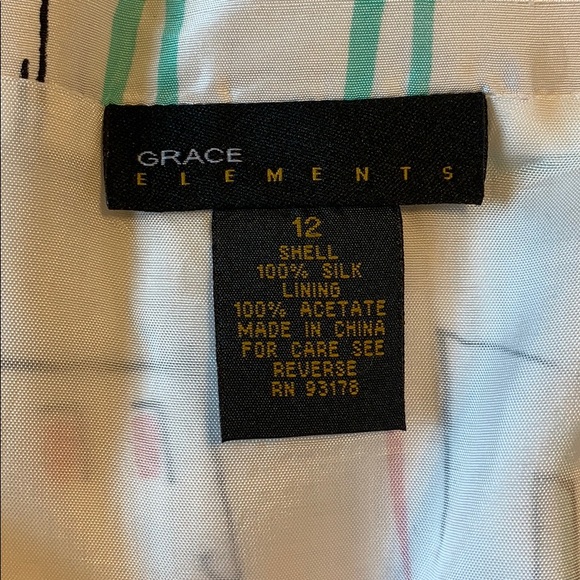 GRACE
ELEMENTS
12
SHELL
100% SILK
LINING
100% ACETATE
MADE IN CHINA
FOR CARE SEE
REVERSE
RN 93178